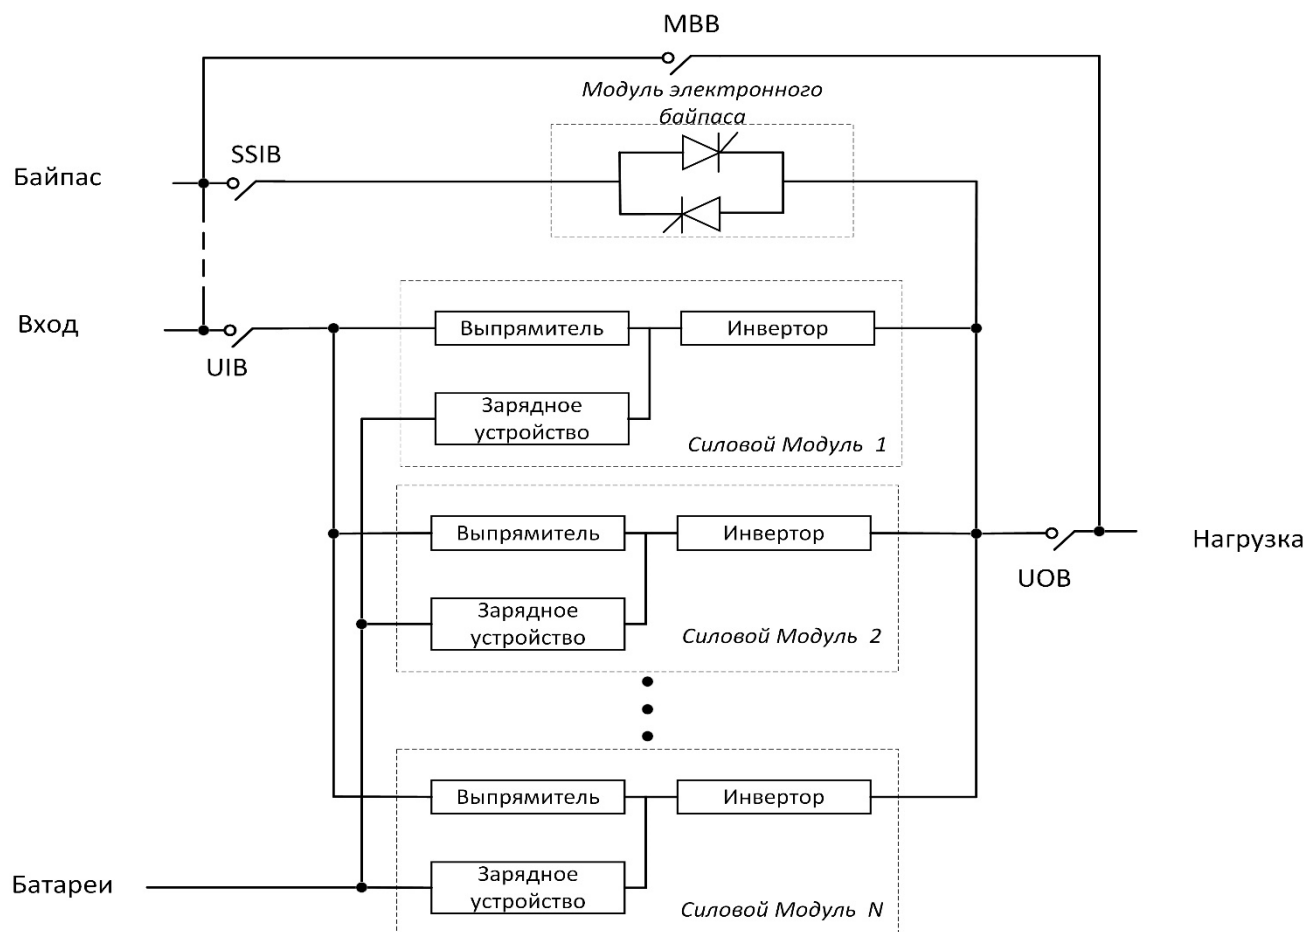 MBB
Модуль электронного
байпаса
SSIB
Байпас
Вход
UIB
Выпрямитель
Инвертор
Зарядное
устройство
Силовой Модуль 1
Выпрямитель
Инвертор
Нагрузка
UOB
Зарядное
устройство
Силовой Модуль 2
Выпрямитель
Инвертор
Батареи
Зарядное
устройство
Силовой Модуль N